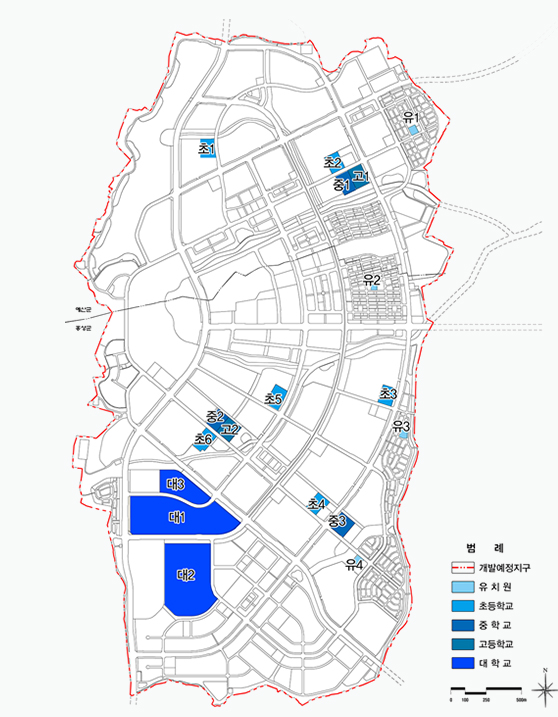 유1
초1
초2
고1
중1
유2
예산군
홍성군
초5
초3
중2
고2
유3
초6
대3
대1
초4
중3
유4
대2
범 례
개발예정지구
유 치 원
초등학교
중 학 교
고등학교
대 학 교
N
0 100 250 500m